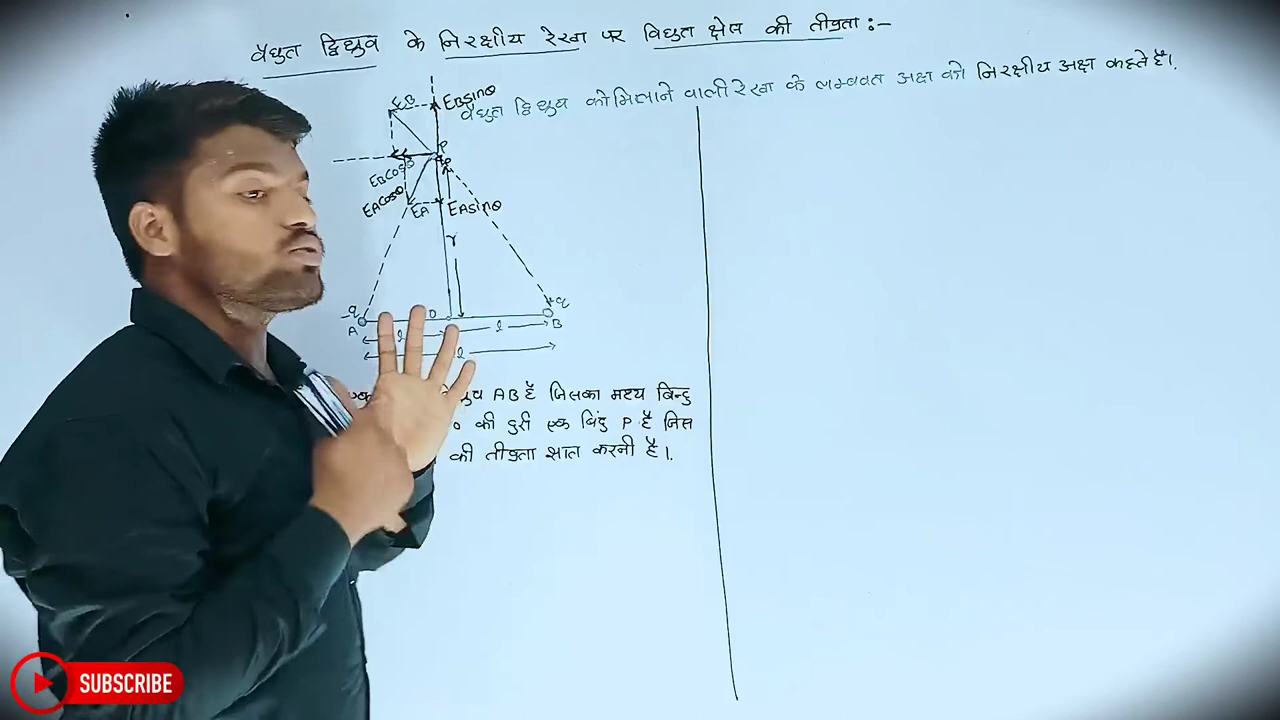 वैद्युत द्विध्रुव के निरक्षीय रेखा पर विद्युत क्षेत्र की तीव्रता :-
वैद्युत द्विध्रुव को मिलाने वाली रेखा के लम्बवत अक्ष को निरक्षीय अक्ष कहते है।
EB
EBsinθ
P
EBcosθ
EAcosθ
EA
EAsinθ
r
-q
+q
A
O
B
l
l
AB है जिसका मध्य बिन्दु
की दुरी एक बिंदु P है जिस
की तीव्रता ज्ञात करनी है।
SUBSCRIBE